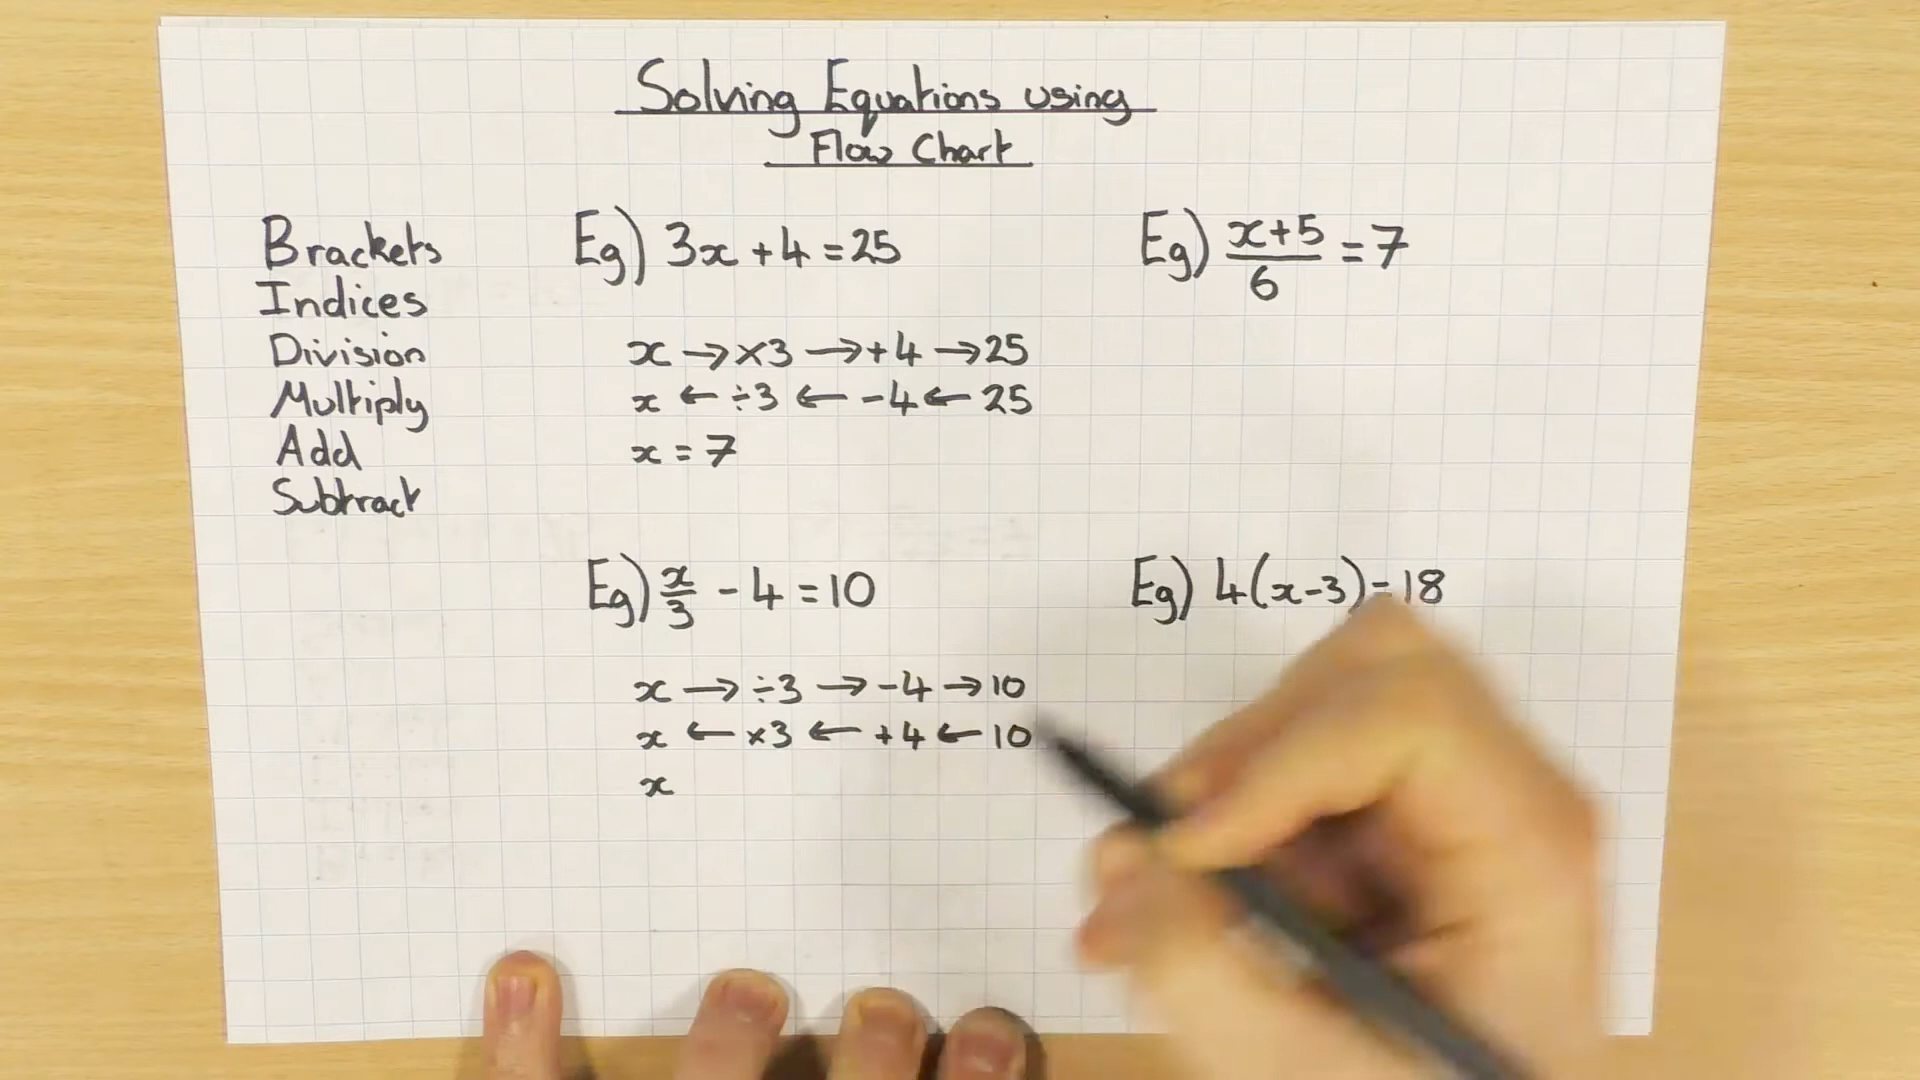 Solving Equations using
Flow Chart
Brackets
Indices
Division
Multiply
Add
Subtract
Eg) 3x + 4 = 25
x → ×3 → +4 → 25
x ← ÷3 ← -4 ← 25
x = 7
Eg) x+5/6 = 7
Eg) x/3 - 4 = 10
x → ÷3 → -4 → 10
x ← ×3 ← +4 ← 10
x
Eg) 4(x-3) = 18